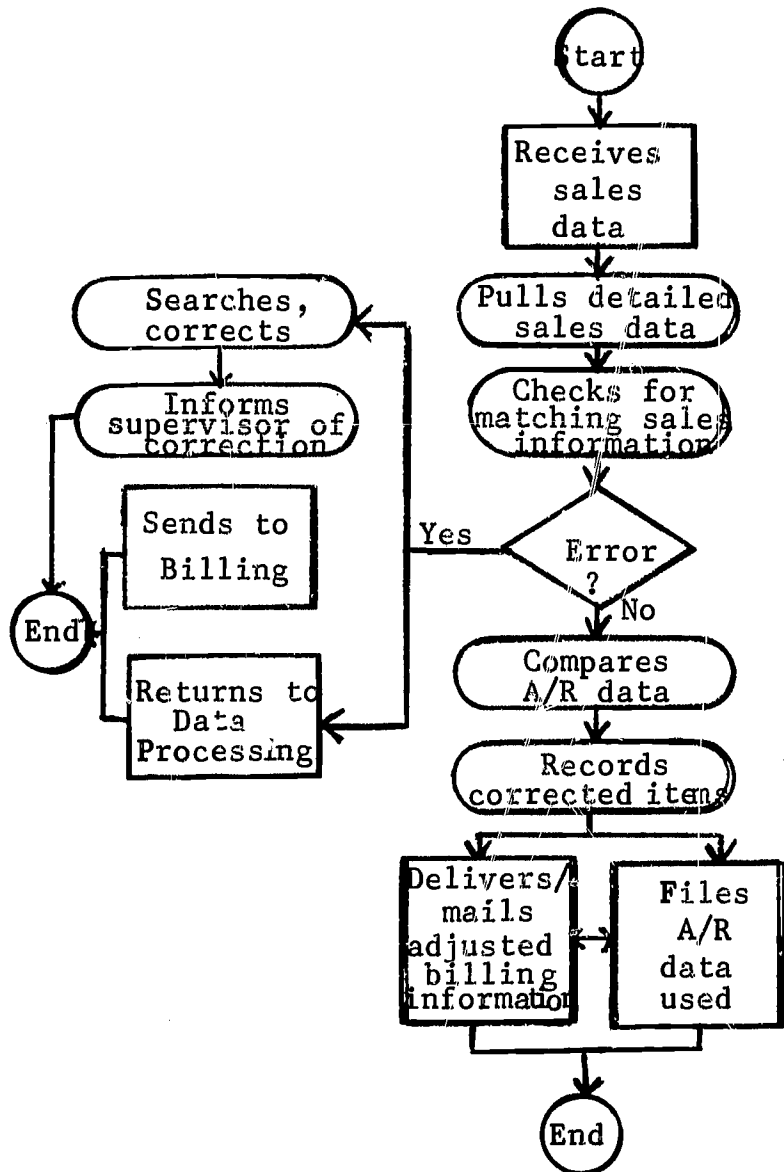 Start
Receives
sales
data
Pulls detailed
sales data
Checks for
matching sales
information
Error
?
Yes
No
Searches,
corrects
Informs
supervisor of
correction
Sends to
Billing
Returns to
Data
Processing
End
Compares
A/R data
Records
corrected items
Delivers/
mails
adjusted
billing
information
Files
A/R
data
used
End